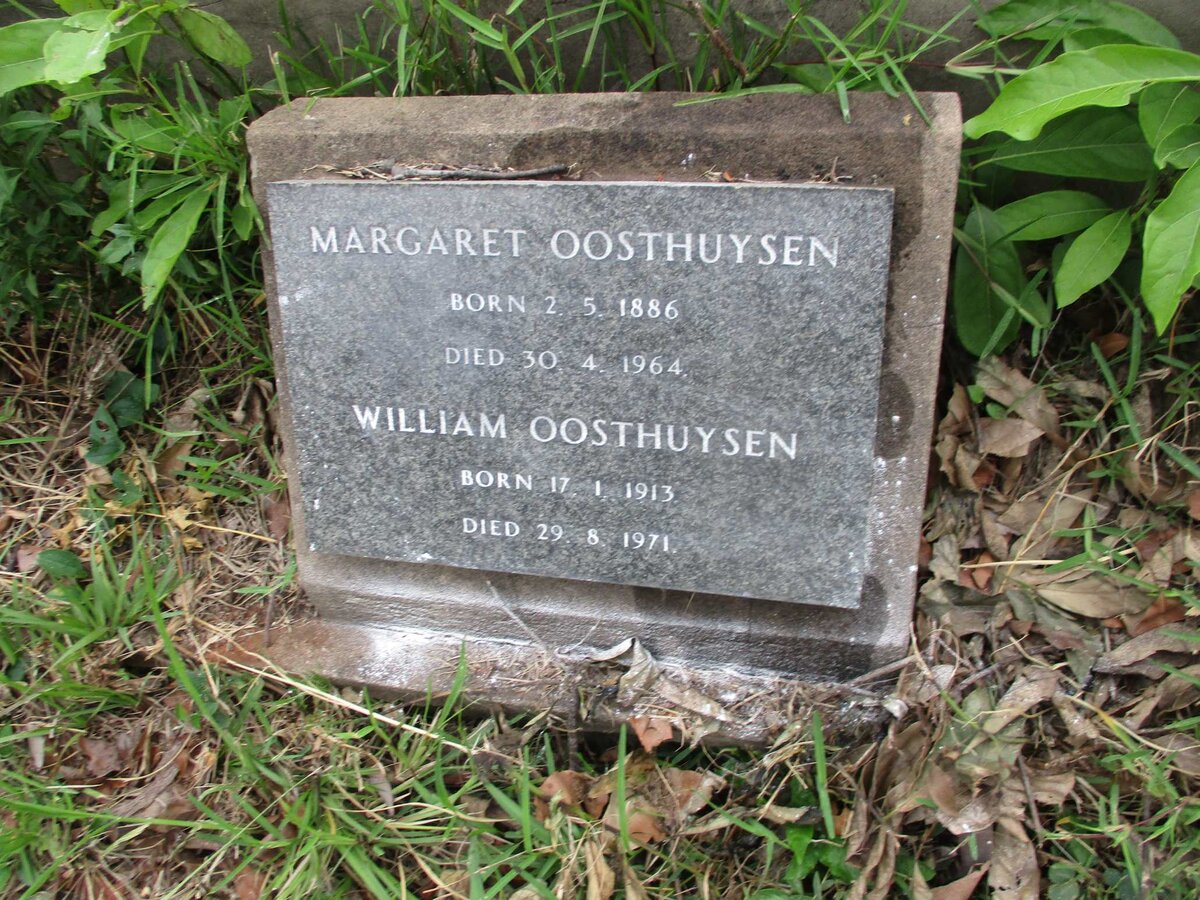 MARGARET OOSTHUYSEN
BORN 2. 5. 1886
DIED 30. 4. 1964.
WILLIAM OOSTHUYSEN
BORN 17. 1. 1913
DIED 29. 8. 1971.